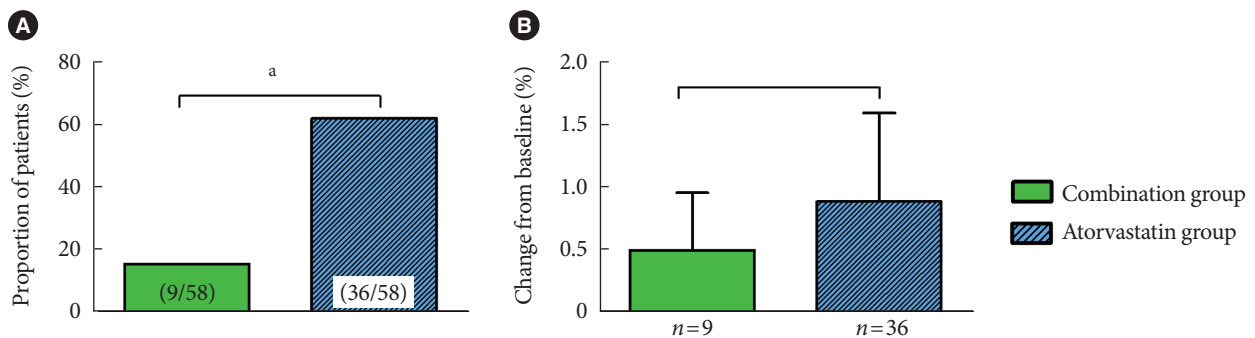 A
Proportion of patients (%)
80
60
40
20
0
a
(9/58)
(36/58)
B
Change from baseline (%)
2.0
1.5
1.0
0.5
0
n=9
n=36
Combination group
Atorvastatin group